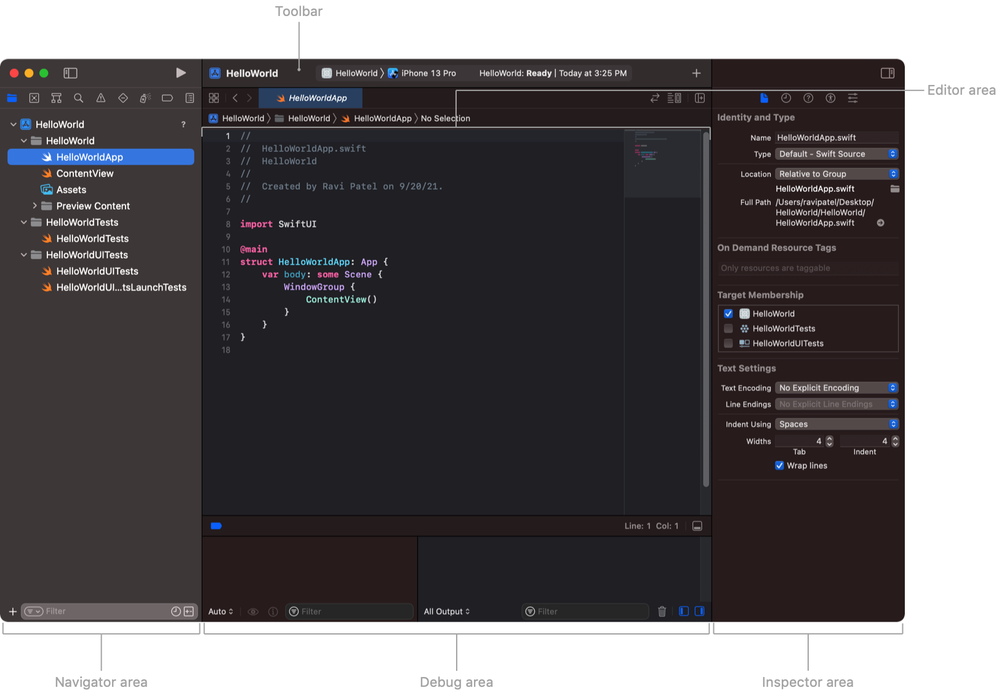 Toolbar
HelloWorld
HelloWorld
iPhone 13 Pro
HelloWorld: Ready | Today at 3:25 PM
Editor area
HelloWorldApp
HelloWorld
HelloWorld
HelloWorldApp
No Selection
HelloWorld ?
HelloWorld
HelloWorldApp
ContentView
Assets
Preview Content
HelloWorldTests
HelloWorldTests
HelloWorldUITests
HelloWorldUITests
HelloWorldUI...tsLaunchTests
Filter
1 //
2 // HelloWorldApp.swift
3 // HelloWorld
4 //
5 // Created by Ravi Patel on 9/20/21.
6 //
7
8 import SwiftUI
9
10 @main
11 struct HelloWorldApp: App {
12 var body: some Scene {
13 WindowGroup {
14 ContentView()
15 }
16 }
17 }
18
Line: 1 Col: 1
Auto
Filter
All Output
Filter
Identity and Type
Name HelloWorldApp.swift
Type Default - Swift Source
Location Relative to Group
HelloWorldApp.swift
Full Path /Users/ravipatel/Desktop/
HelloWorld/HelloWorld/
HelloWorldApp.swift
On Demand Resource Tags
Only resources are taggable
Target Membership
HelloWorld
HelloWorldTests
HelloWorldUITests
Text Settings
Text Encoding No Explicit Encoding
Line Endings No Explicit Line Endings
Indent Using Spaces
Widths 4 4
Tab Indent
Wrap lines
Navigator area
Debug area
Inspector area